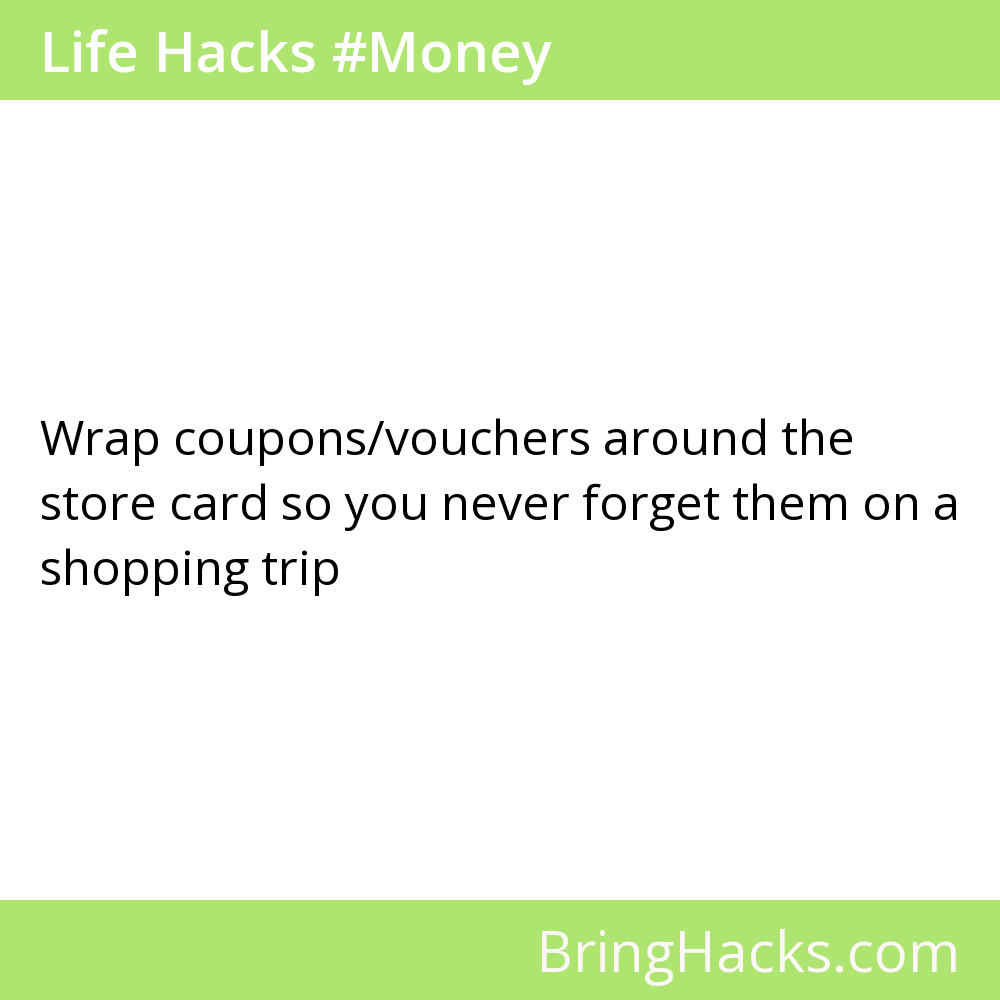 Life Hacks #Money
Wrap coupons/vouchers around the
store card so you never forget them on a
shopping trip
BringHacks.com